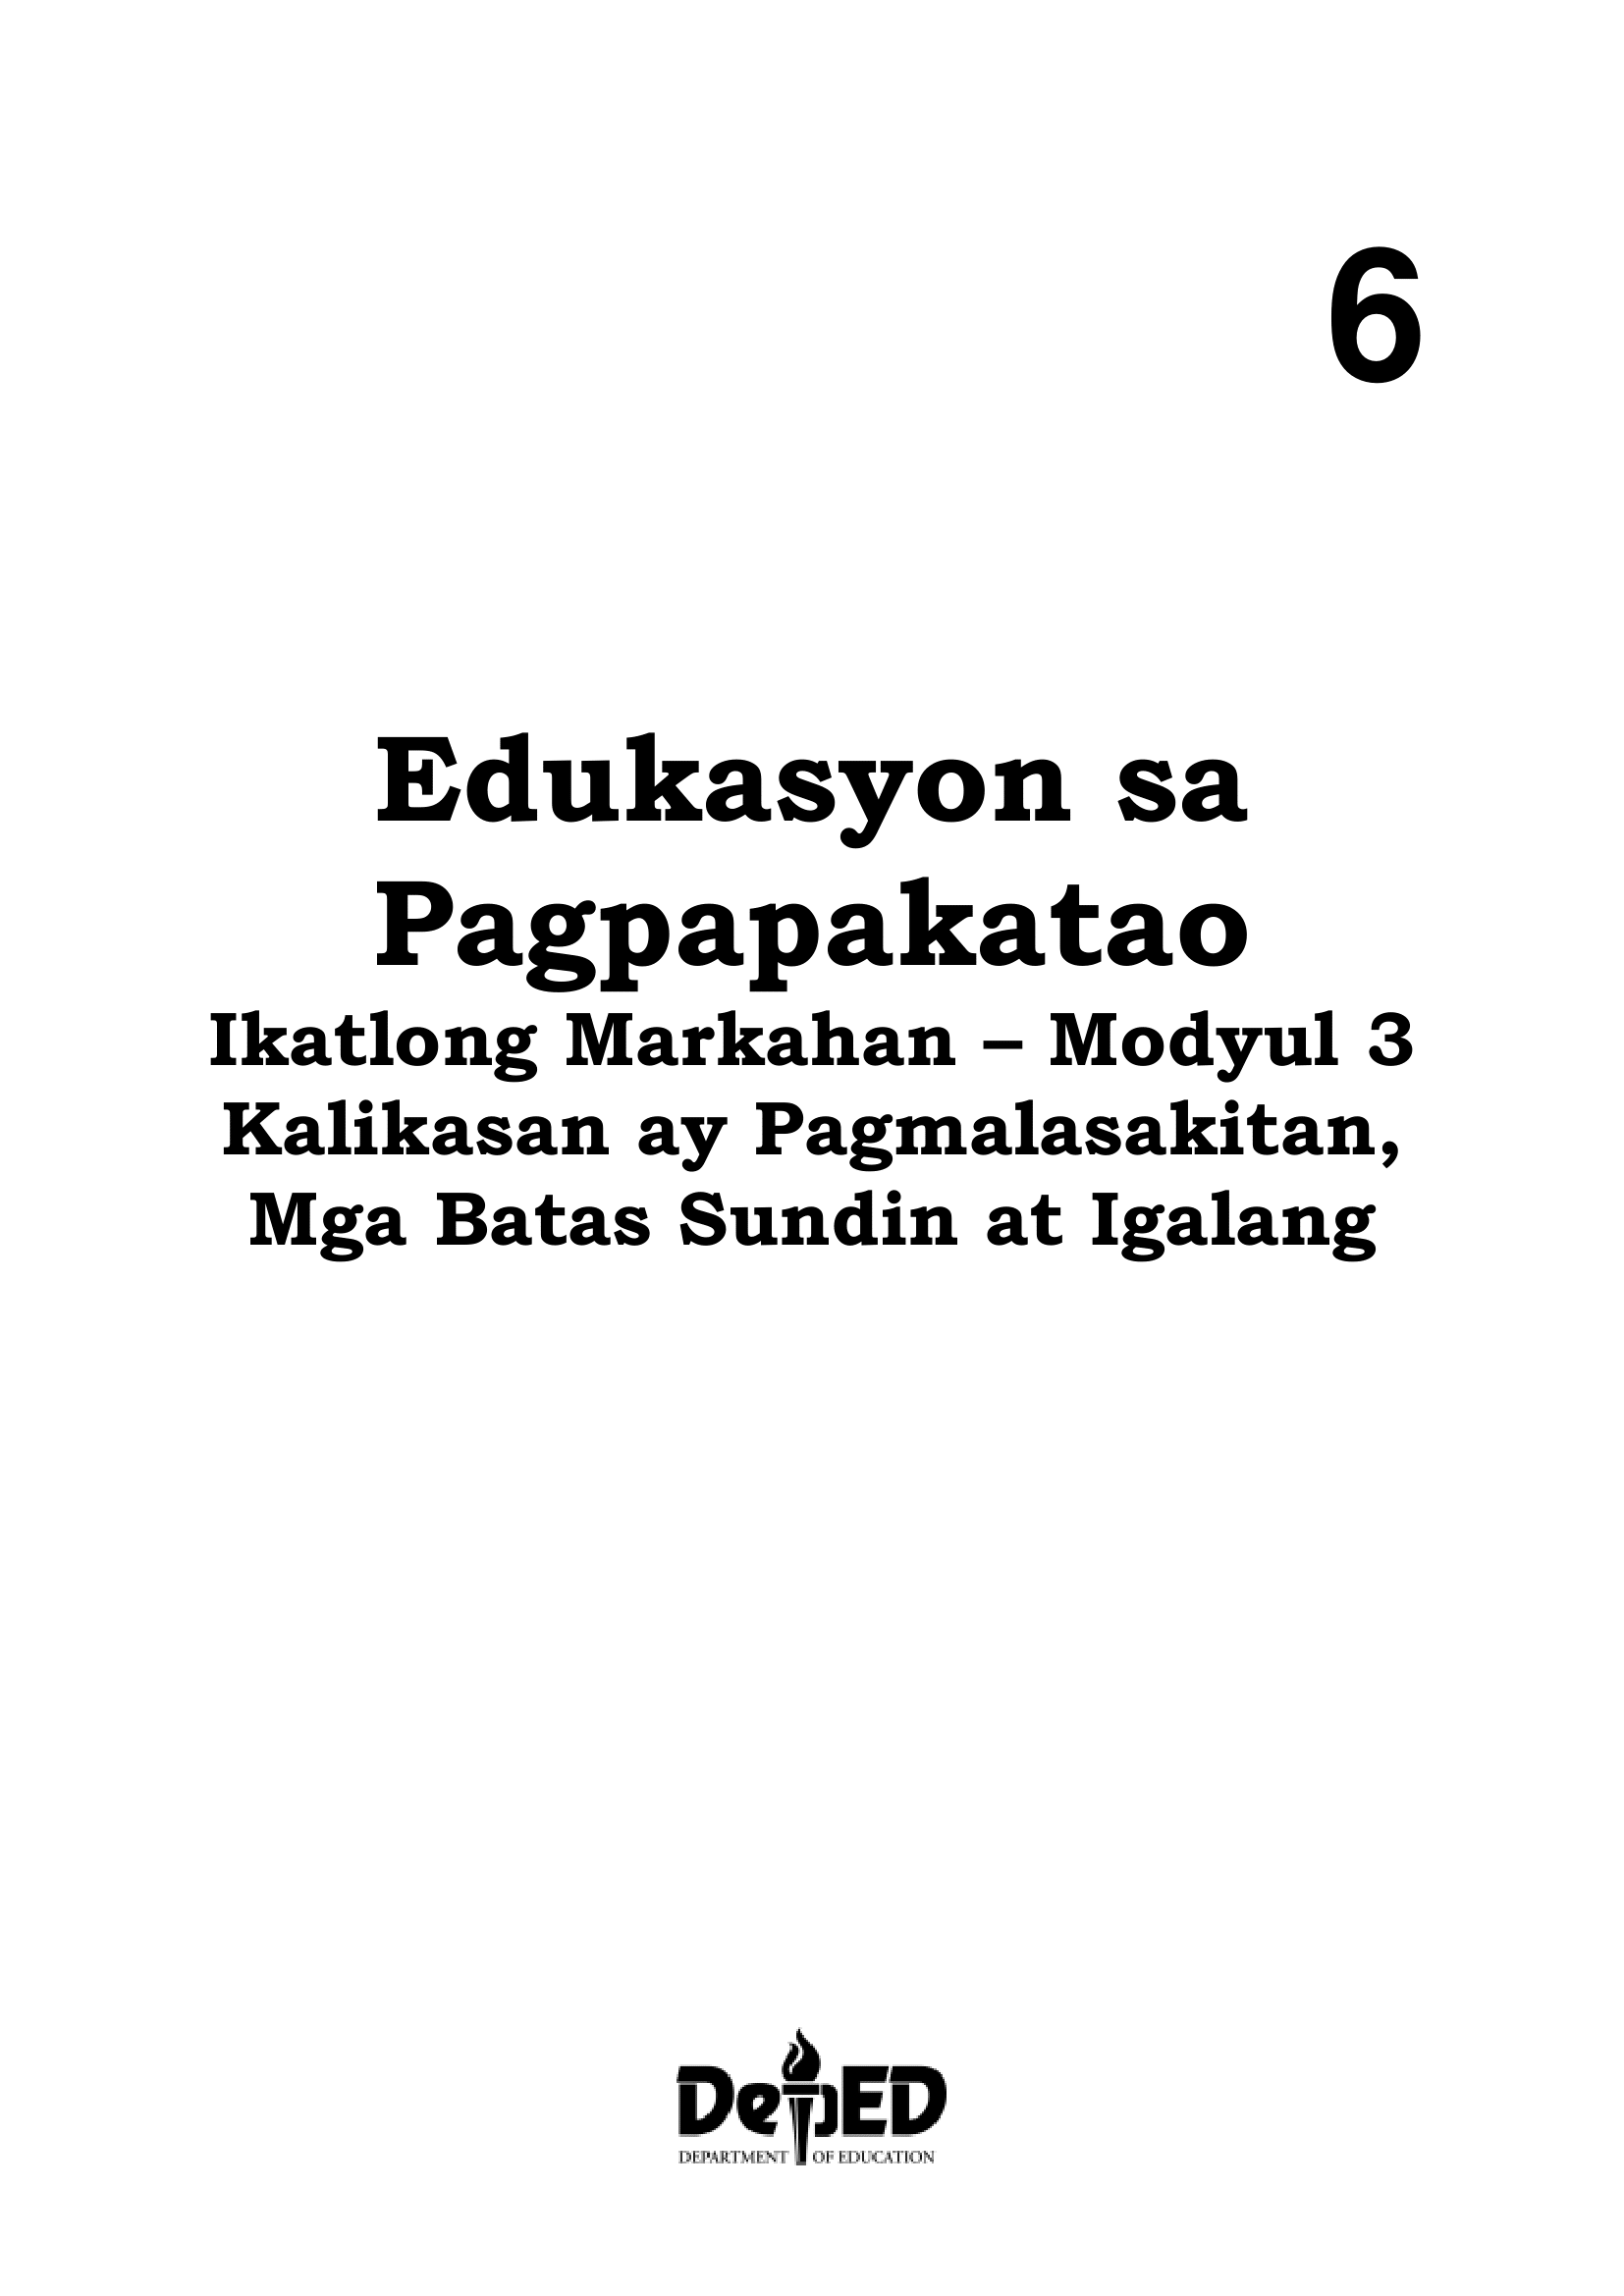 6
Edukasyon sa
Pagpapakatao
Ikatlong Markahan – Modyul 3
Kalikasan ay Pagmalasakitan,
Mga Batas Sundin at Igalang
DepED
DEPARTMENT OF EDUCATION